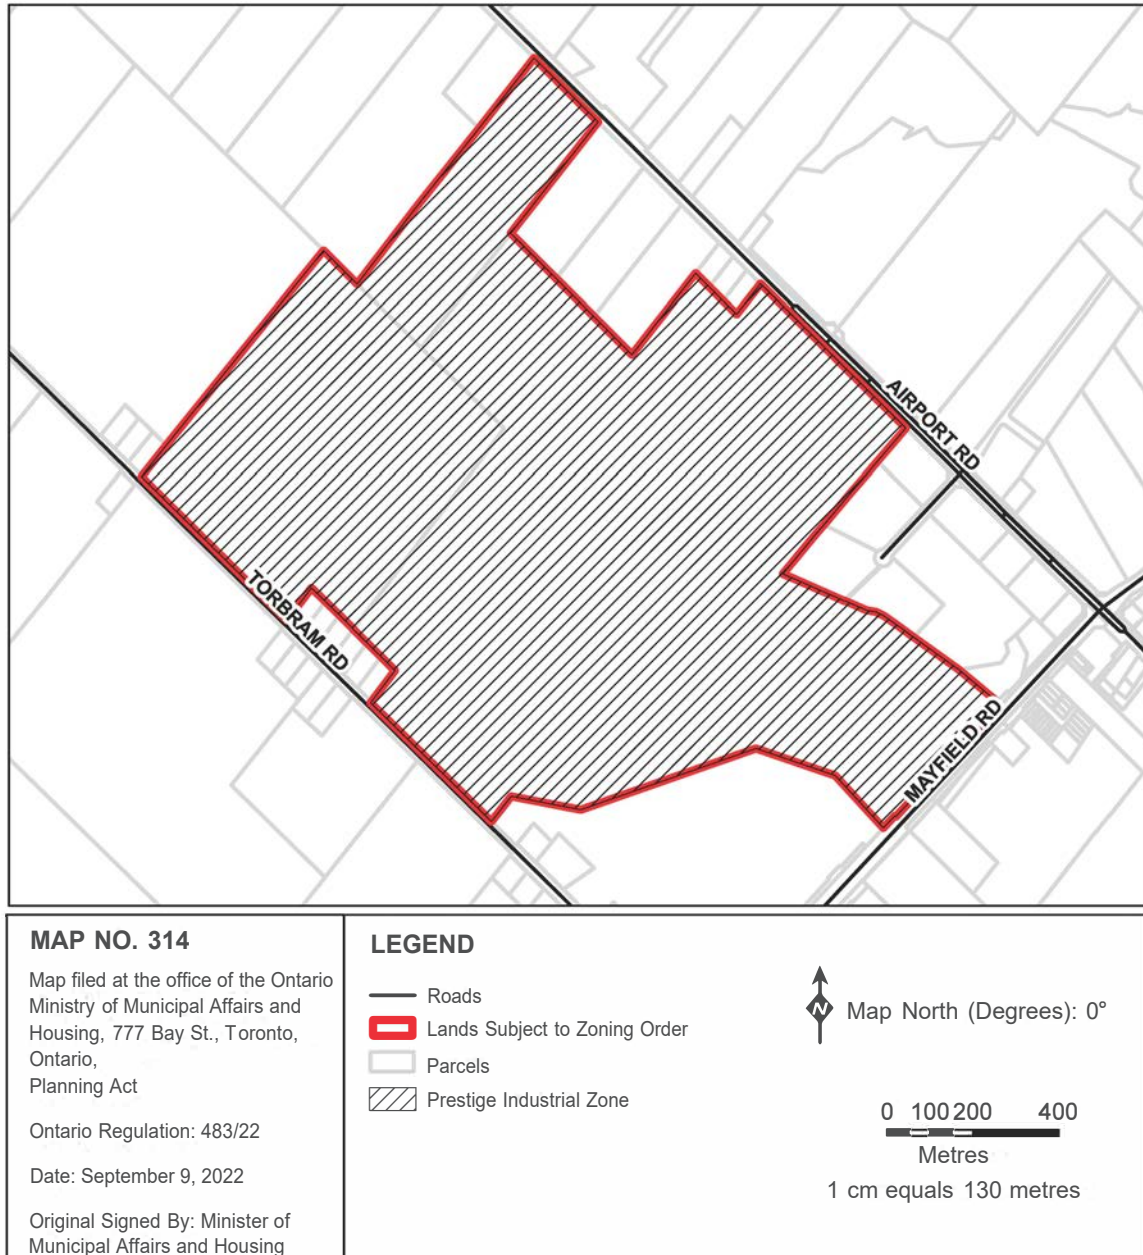 AIRPORT RD
TORBRAM RD
MAYFIELD RD
MAP NO. 314
Map filed at the office of the Ontario
Ministry of Municipal Affairs and
Housing, 777 Bay St., Toronto,
Ontario,
Planning Act
Ontario Regulation: 483/22
Date: September 9, 2022
Original Signed By: Minister of
Municipal Affairs and Housing
LEGEND
Roads
Lands Subject to Zoning Order
Parcels
Prestige Industrial Zone
N
Map North (Degrees): 0°
0 100 200 400
Metres
1 cm equals 130 metres